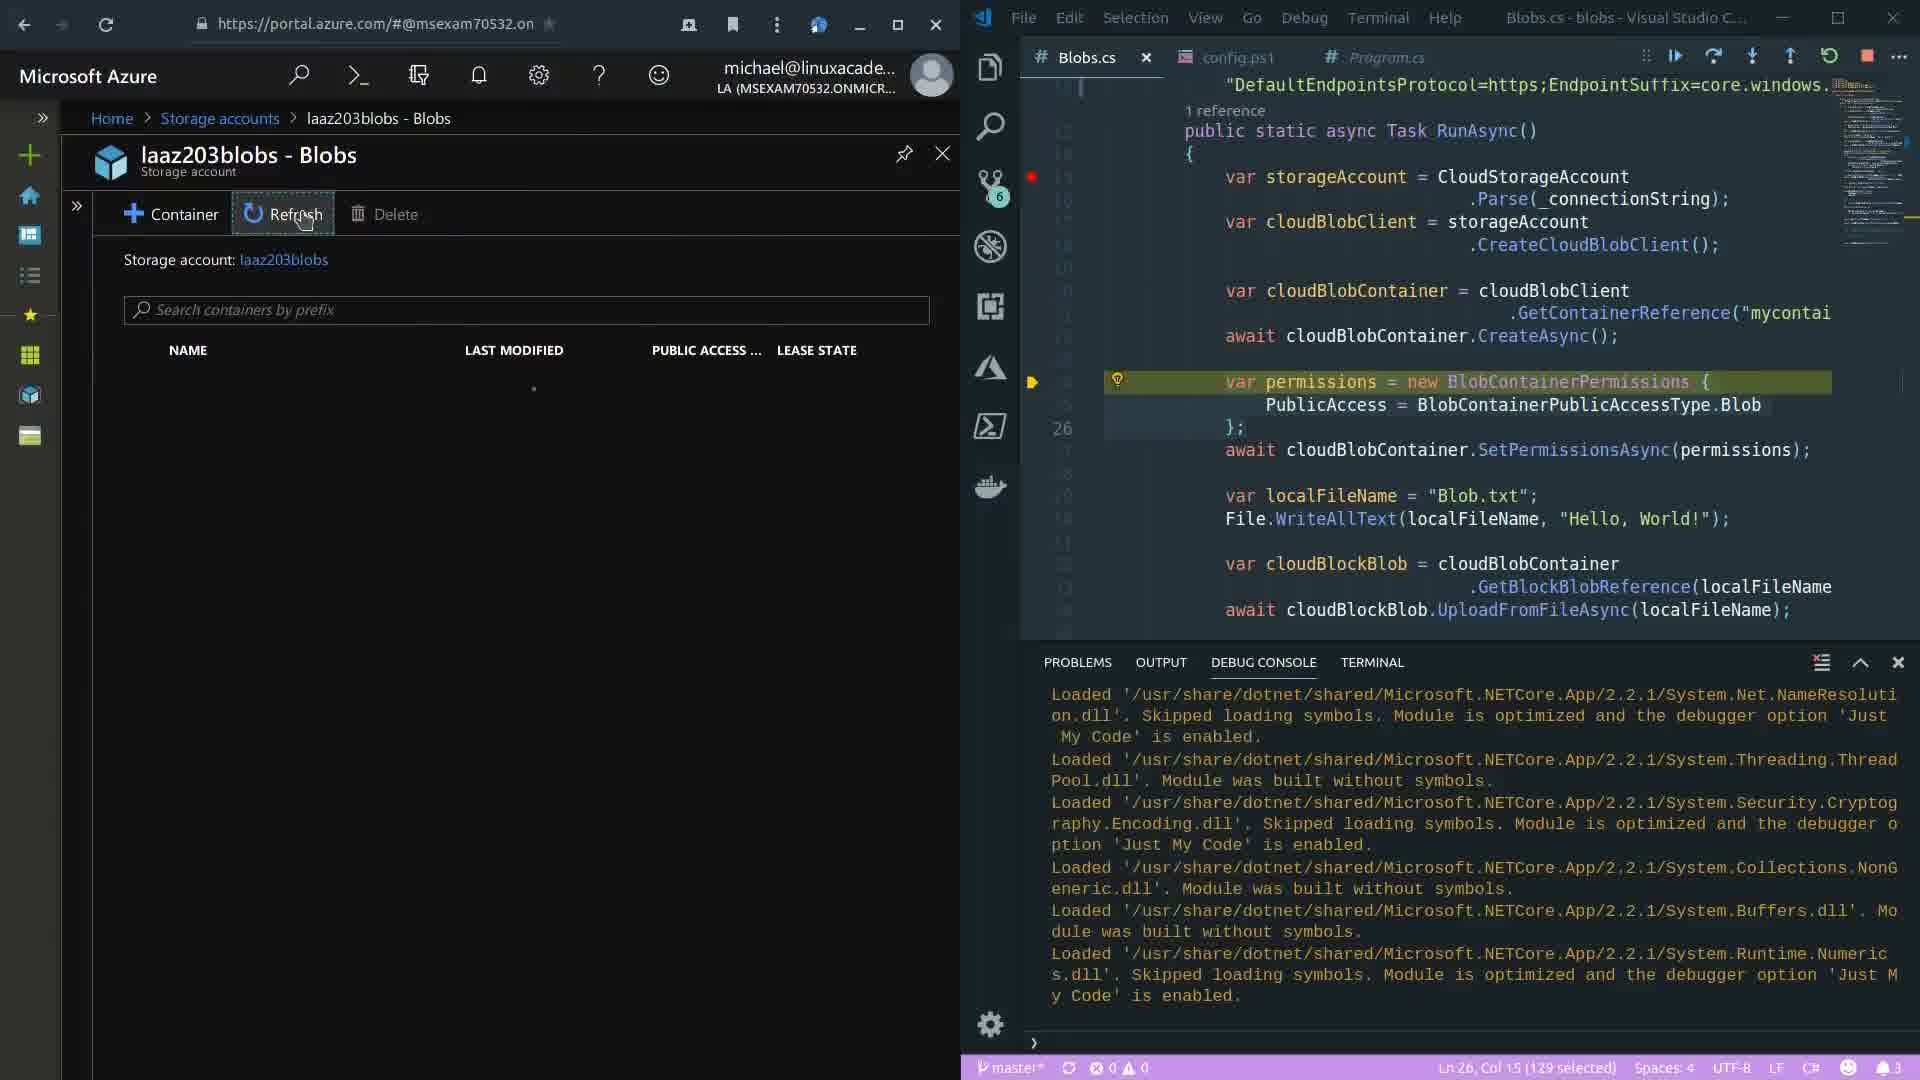 https://portal.azure.com/#@msexam70532.on
Microsoft Azure
michael@linuxacade...
LA (MSEXAM70532.ONMICR...
Home > Storage accounts > laaz203blobs - Blobs
laaz203blobs - Blobs
Storage account
Container
Refresh
Delete
Storage account: laaz203blobs
Search containers by prefix
NAME LAST MODIFIED PUBLIC ACCESS ... LEASE STATE
File Edit Selection View Go Debug Terminal Help Blobs.cs - blobs - Visual Studio C...
# Blobs.cs config.ps1 # Program.cs
6
"DefaultEndpointsProtocol=https;EndpointSuffix=core.windows.
1 reference
public static async Task RunAsync()
{
var storageAccount = CloudStorageAccount
.Parse(_connectionString);
var cloudBlobClient = storageAccount
.CreateCloudBlobClient();
var cloudBlobContainer = cloudBlobClient
.GetContainerReference("mycontai
await cloudBlobContainer.CreateAsync();
var permissions = new BlobContainerPermissions {
PublicAccess = BlobContainerPublicAccessType.Blob
26 };
await cloudBlobContainer.SetPermissionsAsync(permissions);
var localFileName = "Blob.txt";
File.WriteAllText(localFileName, "Hello, World!");
var cloudBlockBlob = cloudBlobContainer
.GetBlockBlobReference(localFileName
await cloudBlockBlob.UploadFromFileAsync(localFileName);
PROBLEMS OUTPUT DEBUG CONSOLE TERMINAL
Loaded '/usr/share/dotnet/shared/Microsoft.NETCore.App/2.2.1/System.Net.NameResoluti
on.dll'. Skipped loading symbols. Module is optimized and the debugger option 'Just
My Code' is enabled.
Loaded '/usr/share/dotnet/shared/Microsoft.NETCore.App/2.2.1/System.Threading.Thread
Pool.dll'. Module was built without symbols.
Loaded '/usr/share/dotnet/shared/Microsoft.NETCore.App/2.2.1/System.Security.Cryptog
raphy.Encoding.dll'. Skipped loading symbols. Module is optimized and the debugger o
ption 'Just My Code' is enabled.
Loaded '/usr/share/dotnet/shared/Microsoft.NETCore.App/2.2.1/System.Collections.NonG
eneric.dll'. Module was built without symbols.
Loaded '/usr/share/dotnet/shared/Microsoft.NETCore.App/2.2.1/System.Buffers.dll'. Mo
dule was built without symbols.
Loaded '/usr/share/dotnet/shared/Microsoft.NETCore.App/2.2.1/System.Runtime.Numeric
s.dll'. Skipped loading symbols. Module is optimized and the debugger option 'Just M
y Code' is enabled.
master* 0 0 Ln 26, Col 15 (129 selected) Spaces: 4 UTF-8 LF C# 3